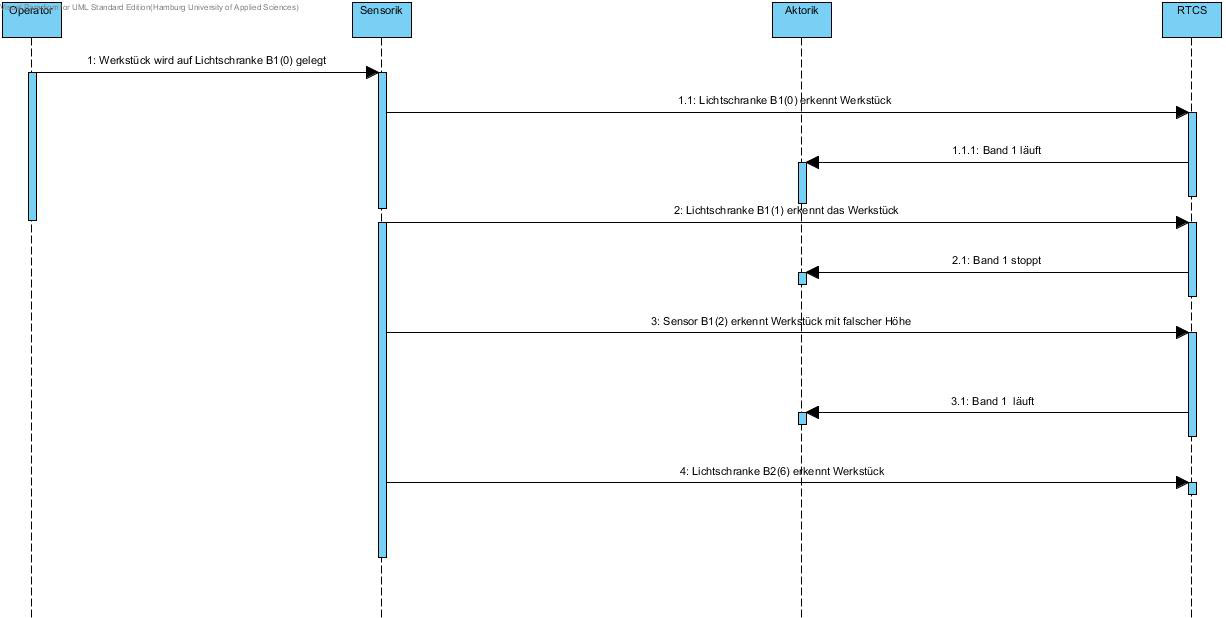 or UML Standard Edition(Hamburg University of Applied Sciences)
Operator
Sensorik
Aktorik
RTCS
1: Werkstück wird auf Lichtschranke B1(0) gelegt
1.1: Lichtschranke B1(0) erkennt Werkstück
1.1.1: Band 1 läuft
2: Lichtschranke B1(1) erkennt das Werkstück
2.1: Band 1 stoppt
3: Sensor B1(2) erkennt Werkstück mit falscher Höhe
3.1: Band 1  läuft
4: Lichtschranke B2(6) erkennt Werkstück